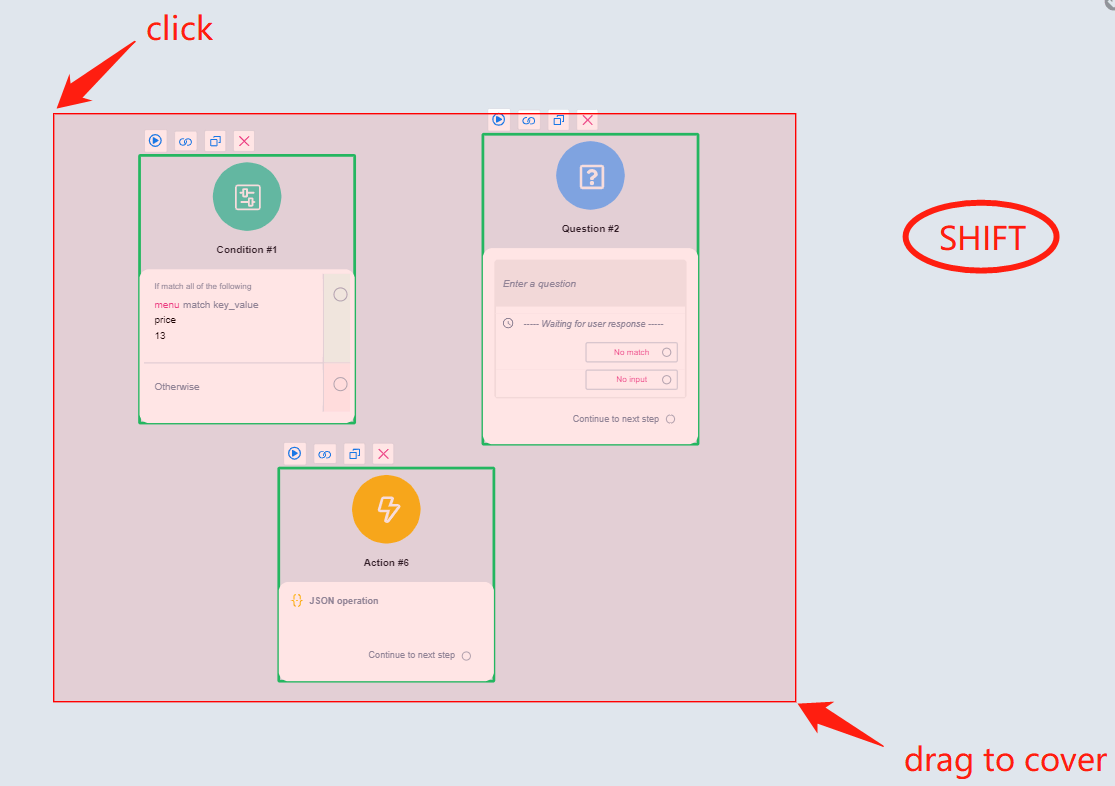 click
Condition #1
If match all of the following
menu match key_value
price
13
Otherwise
Question #2
Enter a question
----- Waiting for user response -----
No match
No input
Continue to next step
SHIFT
Action #6
JSON operation
Continue to next step
drag to cover